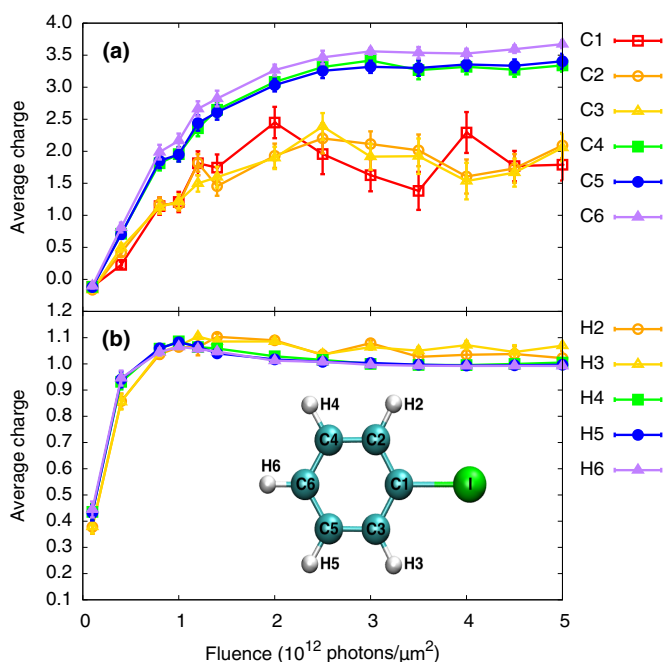 4.0
3.5
3.0
2.5
2.0
1.5
1.0
0.5
0.0
Average charge
(a)
C1
C2
C3
C4
C5
C6
1.2
1.1
1.0
0.9
0.8
0.7
0.6
0.5
0.4
0.3
0.2
0.1
Average charge
(b)
H2
H3
H4
H5
H6
H4 H2
C4 C2
H6 C6 C1 I
C5 C3
H5 H3
0 1 2 3 4 5
Fluence (10¹² photons/μm²)